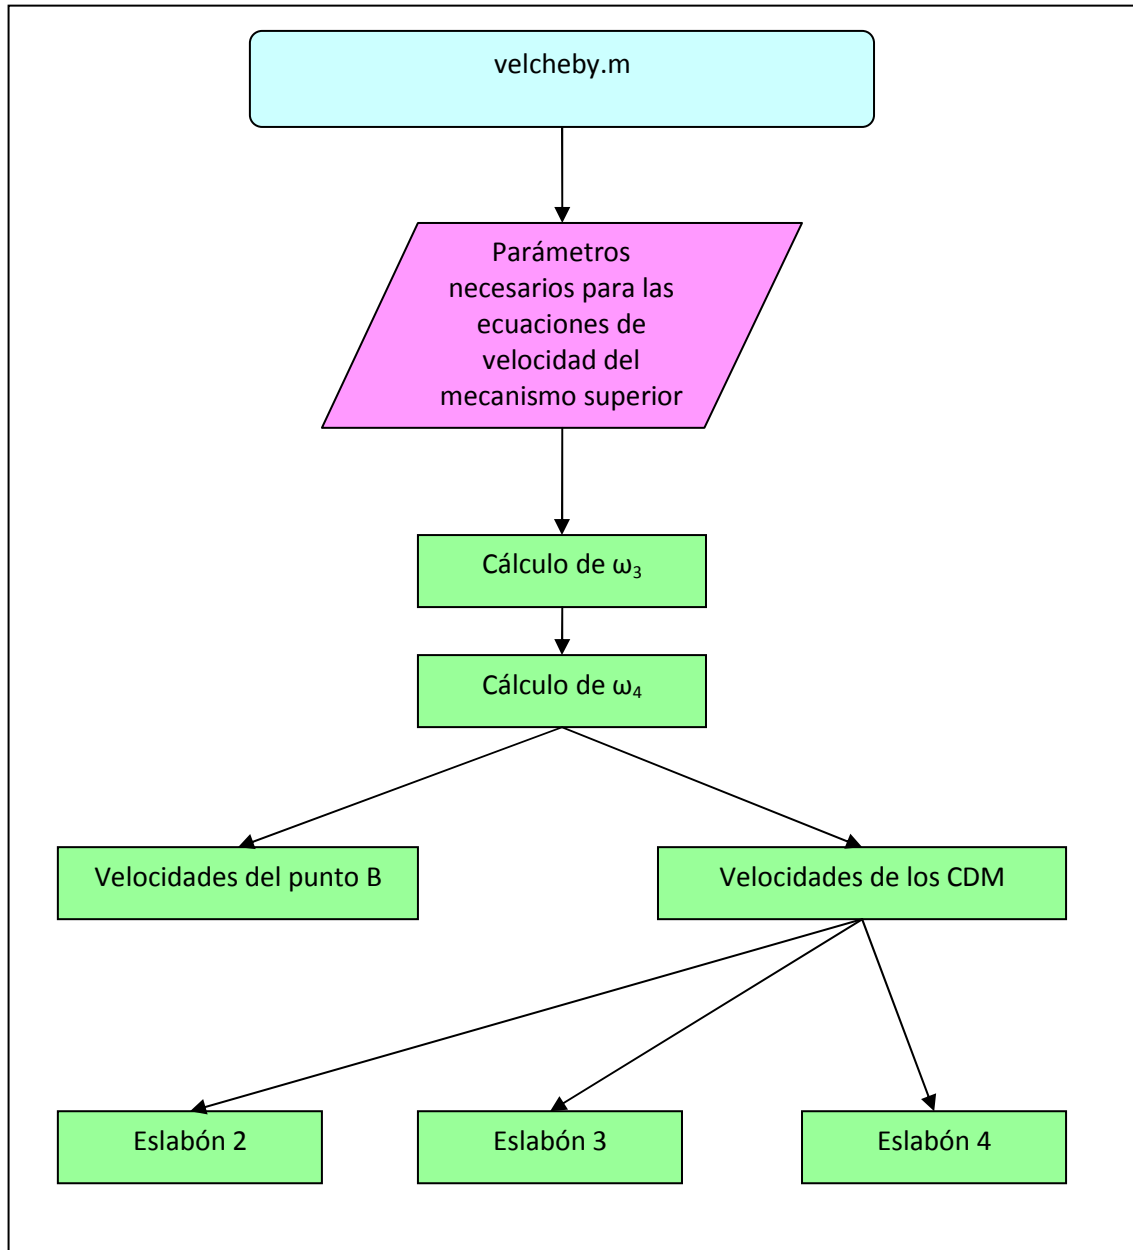 velcheby.m
Parámetros
necesarios para las
ecuaciones de
velocidad del
mecanismo superior
Cálculo de ω₃
Cálculo de ω₄
Velocidades del punto B
Velocidades de los CDM
Eslabón 2
Eslabón 3
Eslabón 4